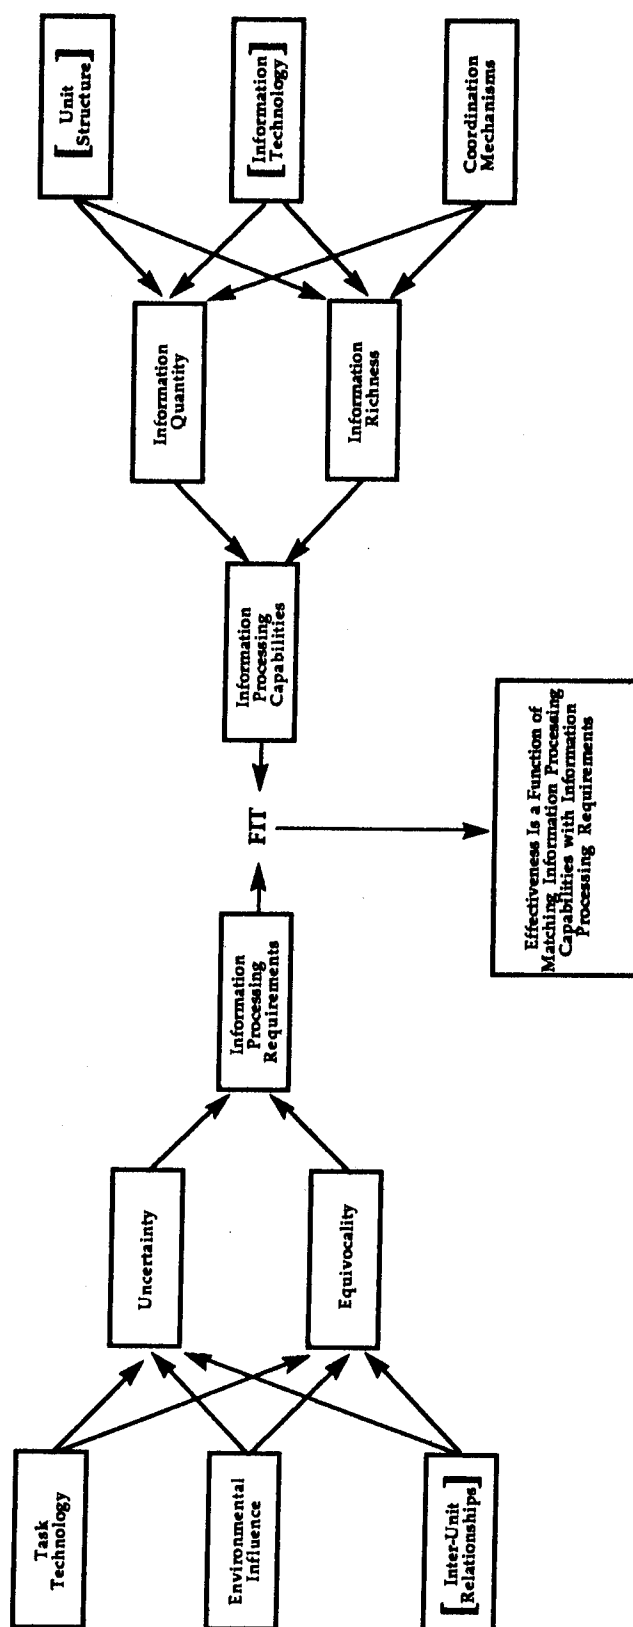 Task
Technology
Environmental
Influence
[Inter-Unit
Relationships]
Uncertainty
Equivocality
Information
Processing
Requirements
FIT
Effectiveness Is a Function of
Matching Information Processing
Capabilities with Information
Processing Requirements
Information
Processing
Capabilities
Information
Quantity
Information
Richness
[Unit
Structure]
[Information
Technology]
Coordination
Mechanisms